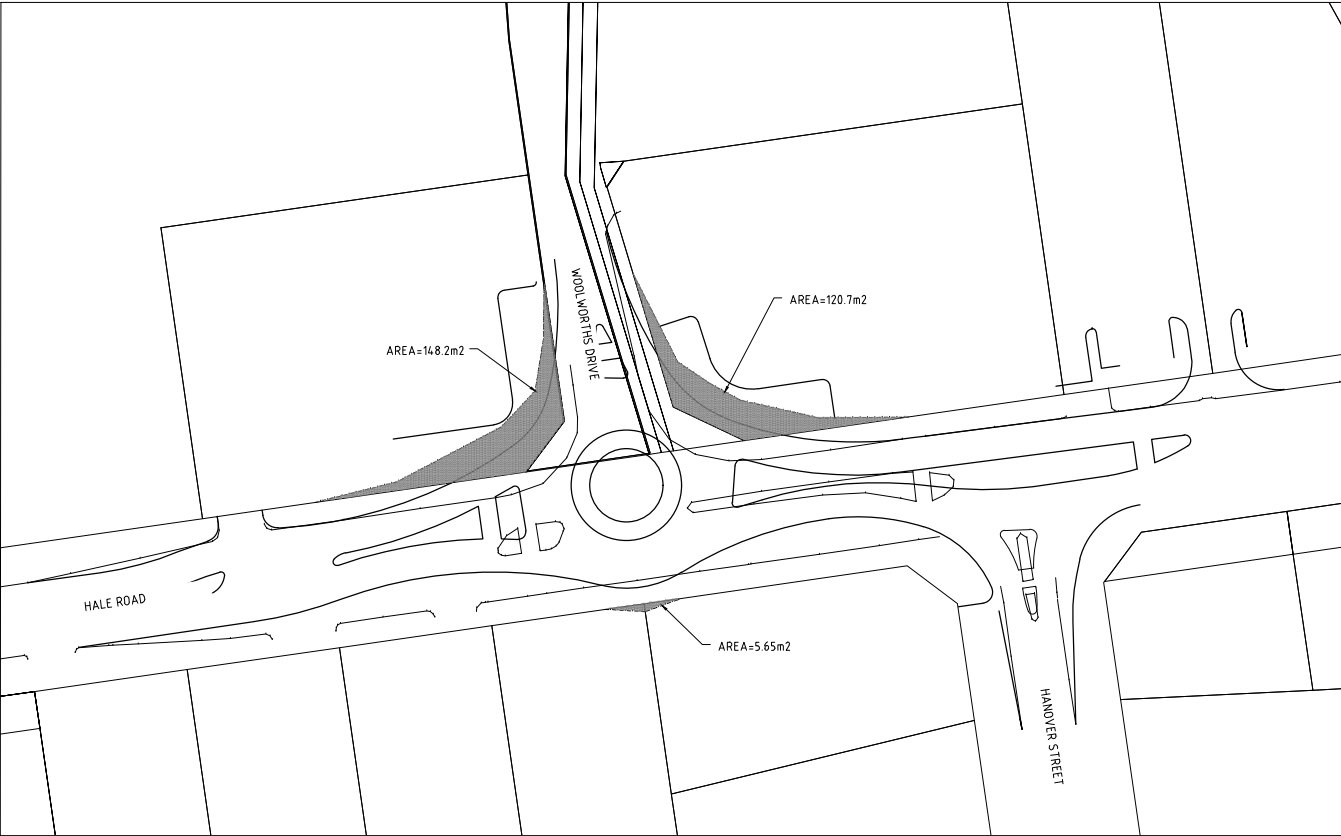 WOOLWORTHS DRIVE
AREA=120.7m2
AREA=148.2m2
HALE ROAD
AREA=5.65m2
HANOVER STREET